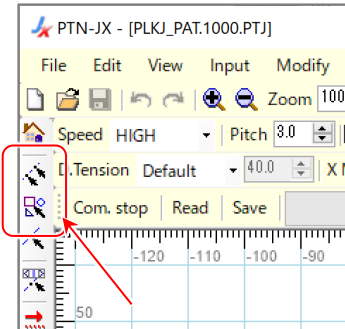 PTN-JX - [PLKJ_PAT.1000.PTJ]
File Edit View Input Modify
Zoom 100
Speed HIGH Pitch 3.0
.Tension Default 40.0 X
Com. stop Read Save
-120 -110 -100 -90
50